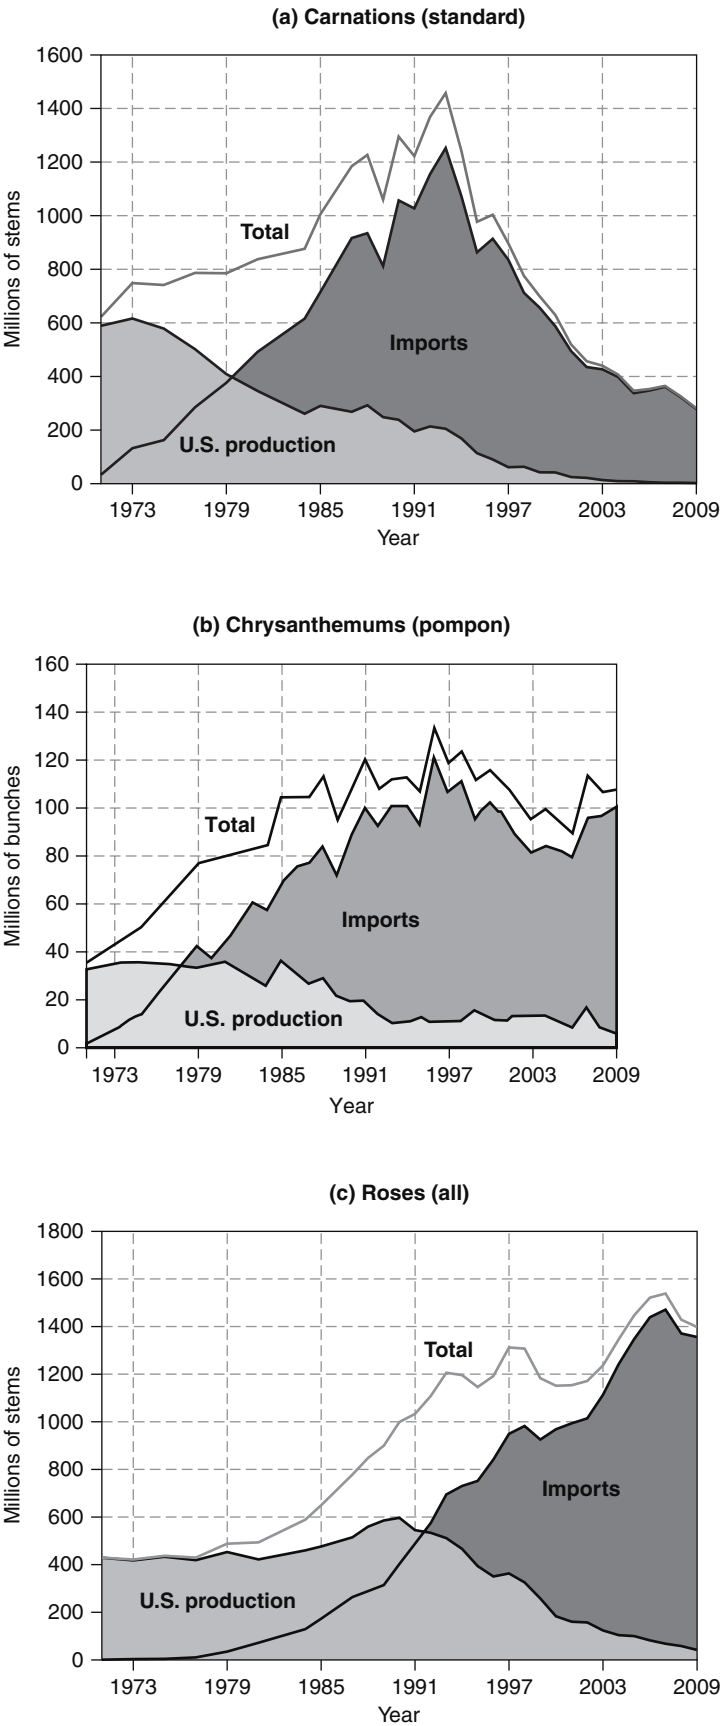 (a) Carnations (standard)
1600
1400
1200
1000
800
600
400
200
0
Millions of stems
Total
Imports
U.S. production
1973 1979 1985 1991 1997 2003 2009
Year
(b) Chrysanthemums (pompon)
160
140
120
100
80
60
40
20
0
Millions of bunches
Total
Imports
U.S. production
1973 1979 1985 1991 1997 2003 2009
Year
(c) Roses (all)
1800
1600
1400
1200
1000
800
600
400
200
0
Millions of stems
Total
Imports
U.S. production
1973 1979 1985 1991 1997 2003 2009
Year